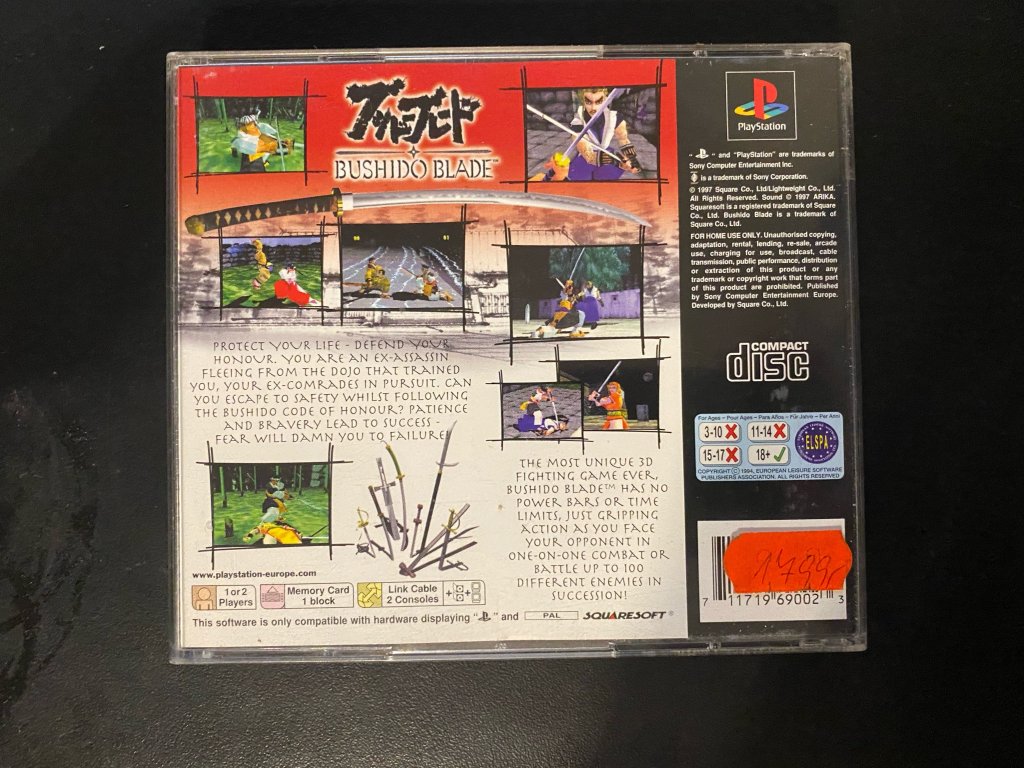 ブシドーブレード
BUSHIDO BLADE™
PROTECT YOUR LIFE - DEFEND YOUR
HONOUR. YOU ARE AN EX-ASSASSIN
FLEEING FROM THE DOJO THAT TRAINED
YOU, YOUR EX-COMRADES IN PURSUIT. CAN
YOU ESCAPE TO SAFETY WHILST FOLLOWING
THE BUSHIDO CODE OF HONOUR? PATIENCE
AND BRAVERY LEAD TO SUCCESS -
FEAR WILL DAMN YOU TO FAILURE!
THE MOST UNIQUE 3D
FIGHTING GAME EVER,
BUSHIDO BLADE™ HAS NO
POWER BARS OR TIME
LIMITS, JUST GRIPPING
ACTION AS YOU FACE
YOUR OPPONENT IN
ONE-ON-ONE COMBAT OR
BATTLE UP TO 100
DIFFERENT ENEMIES IN
SUCCESSION!
www.playstation-europe.com
1 or 2
Players
Memory Card
1 block
Link Cable
2 Consoles
This software is only compatible with hardware displaying " " and PAL SQUARESOFT®
PlayStation
" " and "PlayStation" are trademarks of
Sony Computer Entertainment Inc.
is a trademark of Sony Corporation.
© 1997 Square Co., Ltd/Lightweight Co., Ltd.
All Rights Reserved. Sound © 1997 ARIKA.
Squaresoft is a registered trademark of Square
Co., Ltd. Bushido Blade is a trademark of
Square Co., Ltd.
FOR HOME USE ONLY. Unauthorised copying,
adaptation, rental, lending, re-sale, arcade
use, charging for use, broadcast, cable
transmission, public performance, distribution
or extraction of this product or any
trademark or copyright work that forms part
of this product are prohibited. Published
by Sony Computer Entertainment Europe.
Developed by Square Co., Ltd.
COMPACT
disc
For Ages – Pour Ages – Para Años – Für Jahre – Per Anni
3-10 11-14
15-17 18+
ELSPA
COPYRIGHT © 1994, EUROPEAN LEISURE SOFTWARE
PUBLISHERS ASSOCIATION. ALL RIGHTS RESERVED
7 11719 69002 3